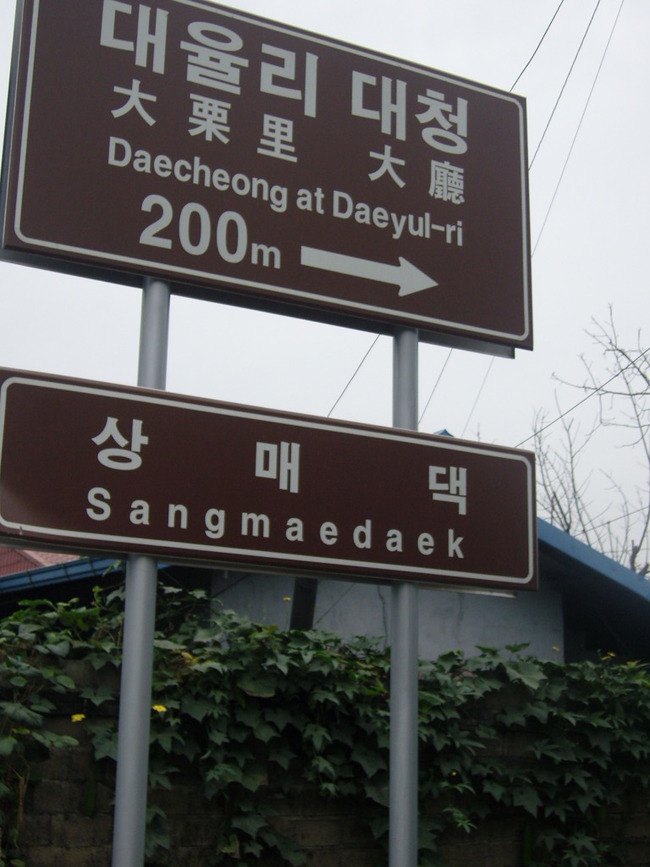 대율리 대청
大栗里 大廳
Daecheong at Daeyul-ri
200m
상매댁
Sangmaedaek